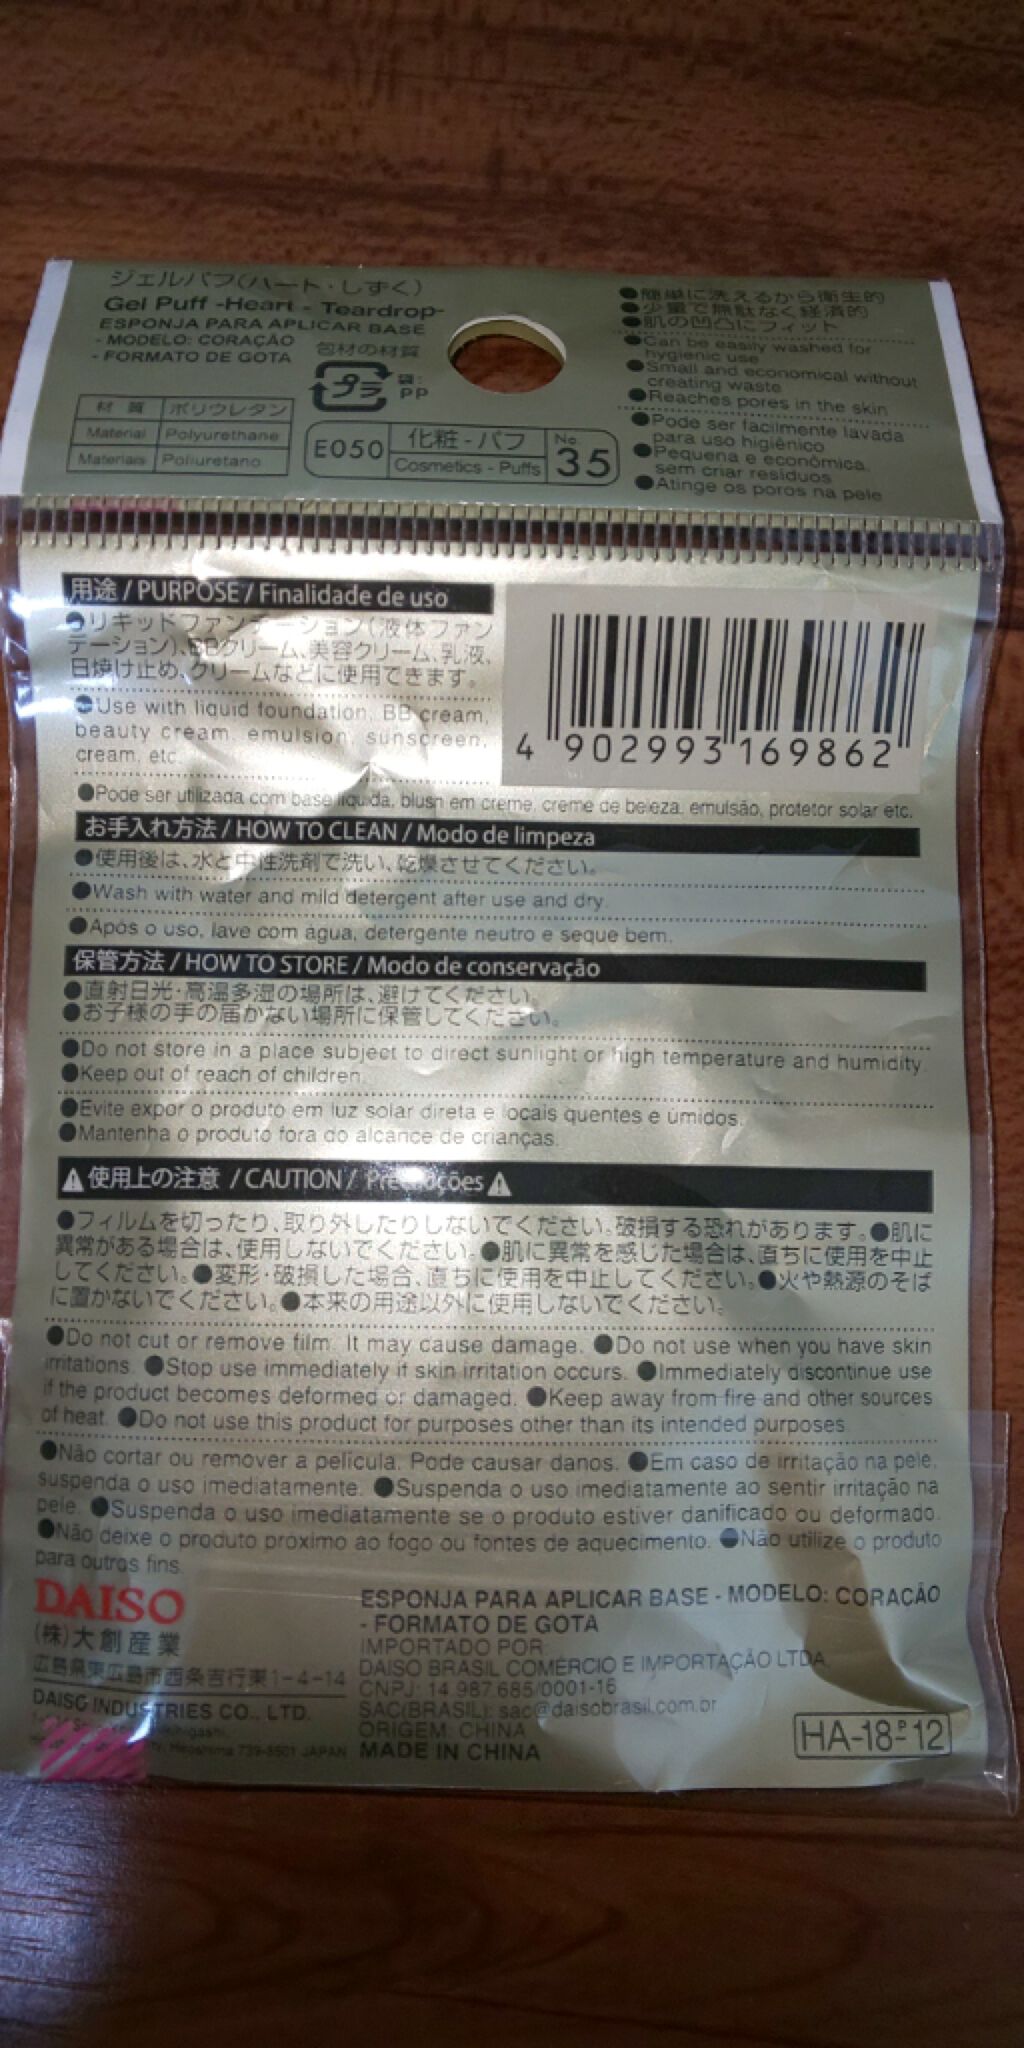 ジェルパフ(ハート・しずく)
Gel Puff -Heart - Teardrop-
ESPONJA PARA APLICAR BASE
- MODELO: CORAÇÃO
- FORMATO DE GOTA
包材の材質
プラ 袋: PP
材質 ポリウレタン
Material Polyurethane
Materiais Poliuretano
E050 化粧-パフ No 35
Cosmetics - Puffs
●簡単に洗えるから衛生的
●少量で無駄なく経済的
●肌の凹凸にフィット
●Can be easily washed for
hygienic use
●Small and economical without
creating waste
●Reaches pores in the skin
●Pode ser facilmente lavada
para uso higiênico
●Pequena e econômica,
sem criar resíduos
●Atinge os poros na pele
用途 / PURPOSE / Finalidade de uso
●リキッドファンデーション(液体ファン
デーション)、BBクリーム、美容クリーム、乳液、
日焼け止め、クリームなどに使用できます。
●Use with liquid foundation, BB cream,
beauty cream, emulsion, sunscreen,
cream, etc.
4 902993 169862
●Pode ser utilizada com base líquida, blush em creme, creme de beleza, emulsão, protetor solar etc.
お手入れ方法 / HOW TO CLEAN / Modo de limpeza
●使用後は、水と中性洗剤で洗い、乾燥させてください。
●Wash with water and mild detergent after use and dry.
●Após o uso, lave com água, detergente neutro e seque bem.
保管方法 / HOW TO STORE / Modo de conservação
●直射日光・高温多湿の場所は、避けてください。
●お子様の手の届かない場所に保管してください。
●Do not store in a place subject to direct sunlight or high temperature and humidity.
●Keep out of reach of children.
●Evite expor o produto em luz solar direta e locais quentes e úmidos.
●Mantenha o produto fora do alcance de crianças.
⚠使用上の注意 / CAUTION / Precauções⚠
●フィルムを切ったり、取り外したりしないでください。破損する恐れがあります。●肌に
異常がある場合は、使用しないでください。●肌に異常を感じた場合は、直ちに使用を中止
してください。●変形・破損した場合、直ちに使用を中止してください。●火や熱源のそば
に置かないでください。●本来の用途以外に使用しないでください。
●Do not cut or remove film. It may cause damage. ●Do not use when you have skin
irritations. ●Stop use immediately if skin irritation occurs. ●Immediately discontinue use
if the product becomes deformed or damaged. ●Keep away from fire and other sources
of heat. ●Do not use this product for purposes other than its intended purposes.
●Não cortar ou remover a película. Pode causar danos. ●Em caso de irritação na pele,
suspenda o uso imediatamente. ●Suspenda o uso imediatamente ao sentir irritação na
pele. ●Suspenda o uso imediatamente se o produto estiver danificado ou deformado.
●Não deixe o produto proximo ao fogo ou fontes de aquecimento. ●Não utilize o produto
para outros fins.
DAISO
(株)大創産業
広島県東広島市西条吉行東1-4-14
DAISO INDUSTRIES CO., LTD.
Hiroshima 739-8501 JAPAN
ESPONJA PARA APLICAR BASE - MODELO: CORAÇÃO
- FORMATO DE GOTA
IMPORTADO POR:
DAISO BRASIL COMÉRCIO E IMPORTAÇÃO LTDA.
CNPJ: 14.987.685/0001-16
SAC(BRASIL): sac@daisobrasil.com.br
ORIGEM: CHINA
MADE IN CHINA
HA-18-P-12